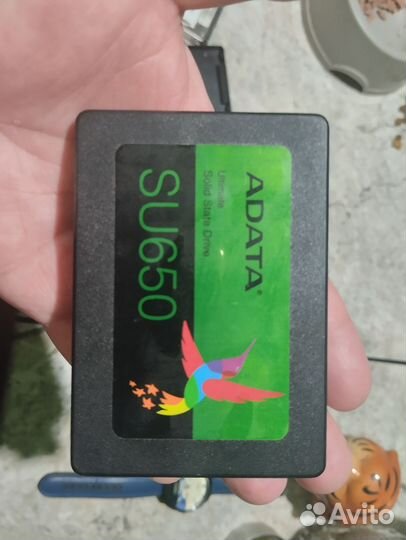 ADATA®
Ultimate
Solid State Drive
SU650
Avito